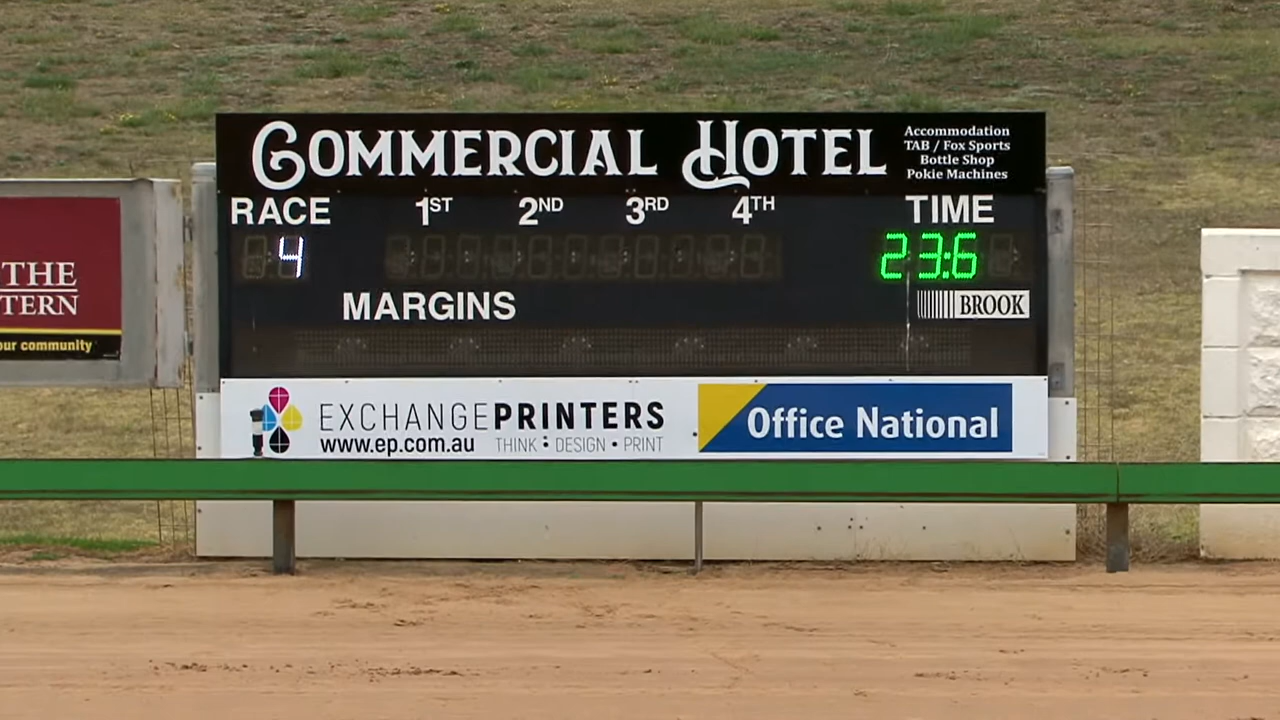 COMMERCIAL HOTEL
Accommodation
TAB / Fox Sports
Bottle Shop
Pokie Machines
RACE 1ST 2ND 3RD 4TH TIME
4 23:6
MARGINS
BROOK
THE
TERN
our community
EXCHANGEPRINTERS
www.ep.com.au THINK : DESIGN • PRINT
Office National